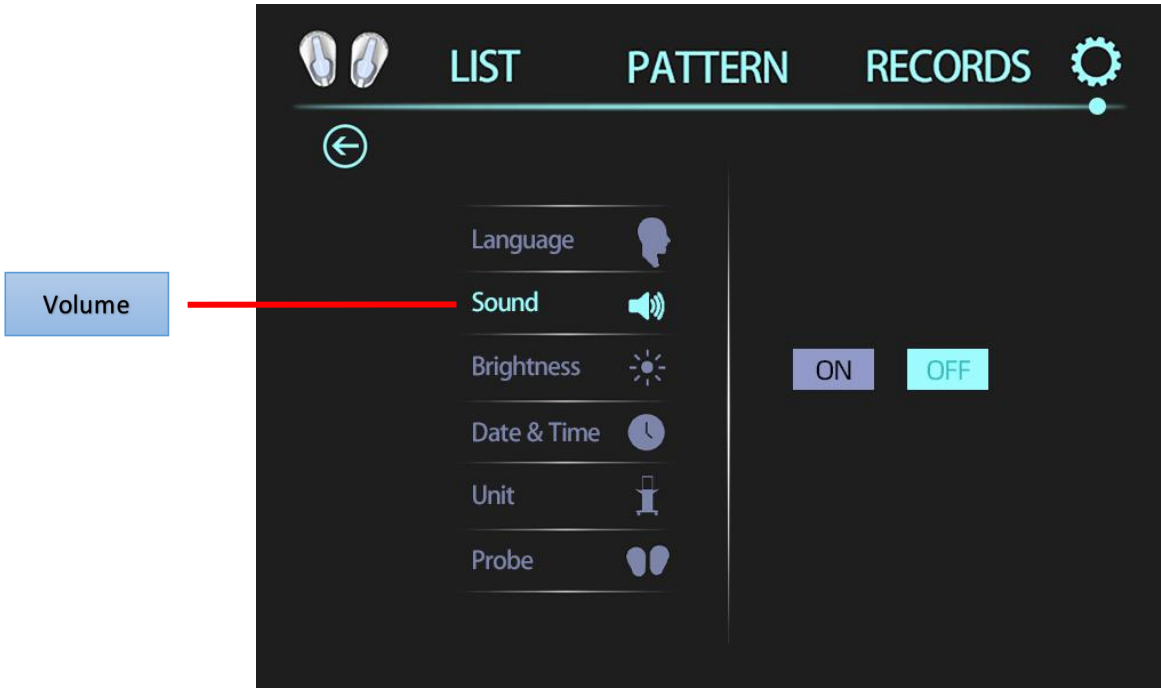 LIST PATTERN RECORDS
Language
Volume
Sound
Brightness
ON OFF
Date & Time
Unit
Probe